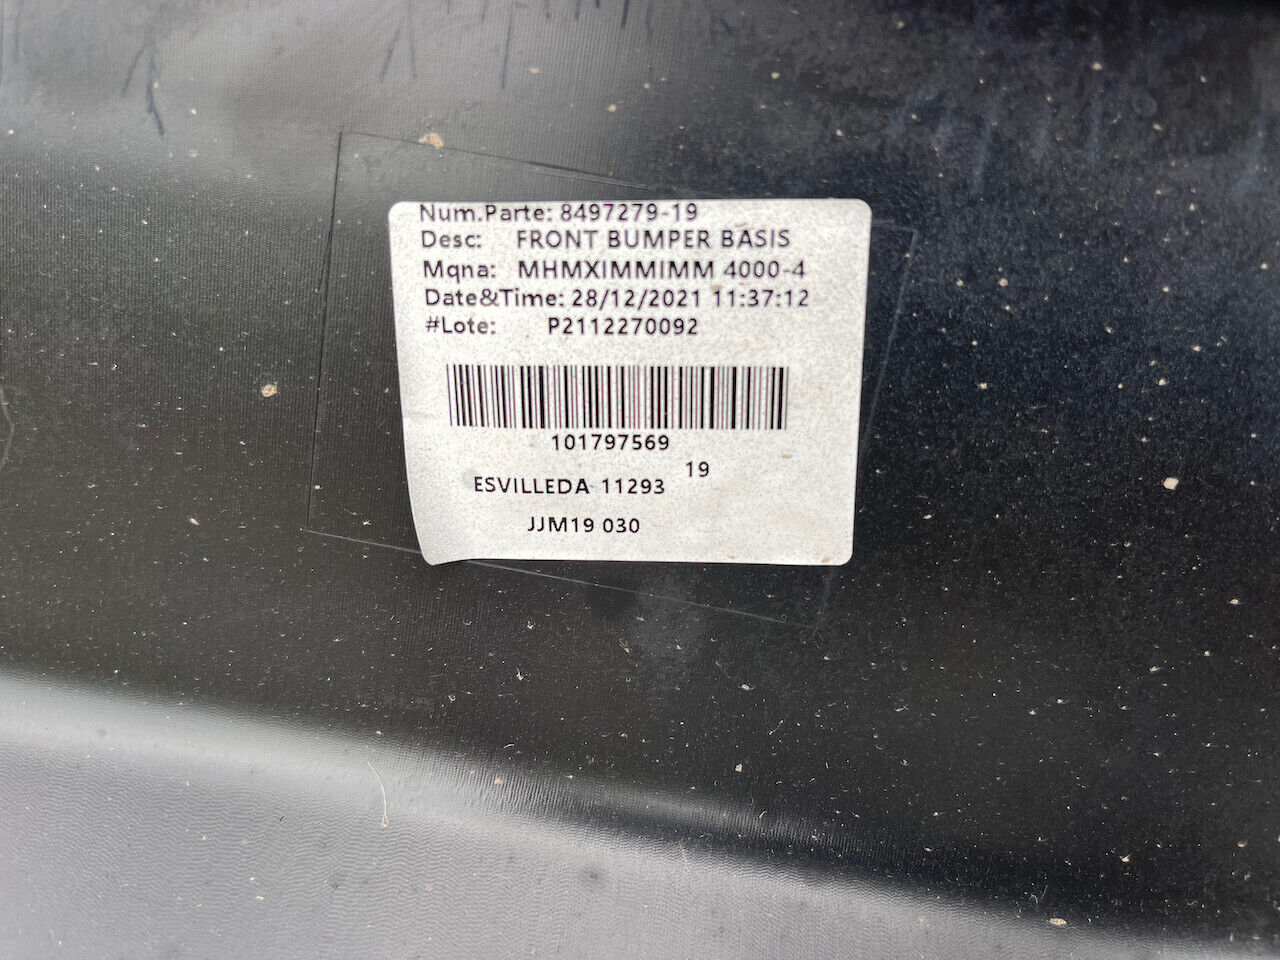 Num.Parte: 8497279-19
Desc: FRONT BUMPER BASIS
Mqna: MHMXIMMIMM 4000-4
Date&Time: 28/12/2021 11:37:12
#Lote: P2112270092
101797569
19
ESVILLEDA 11293
JJM19 030